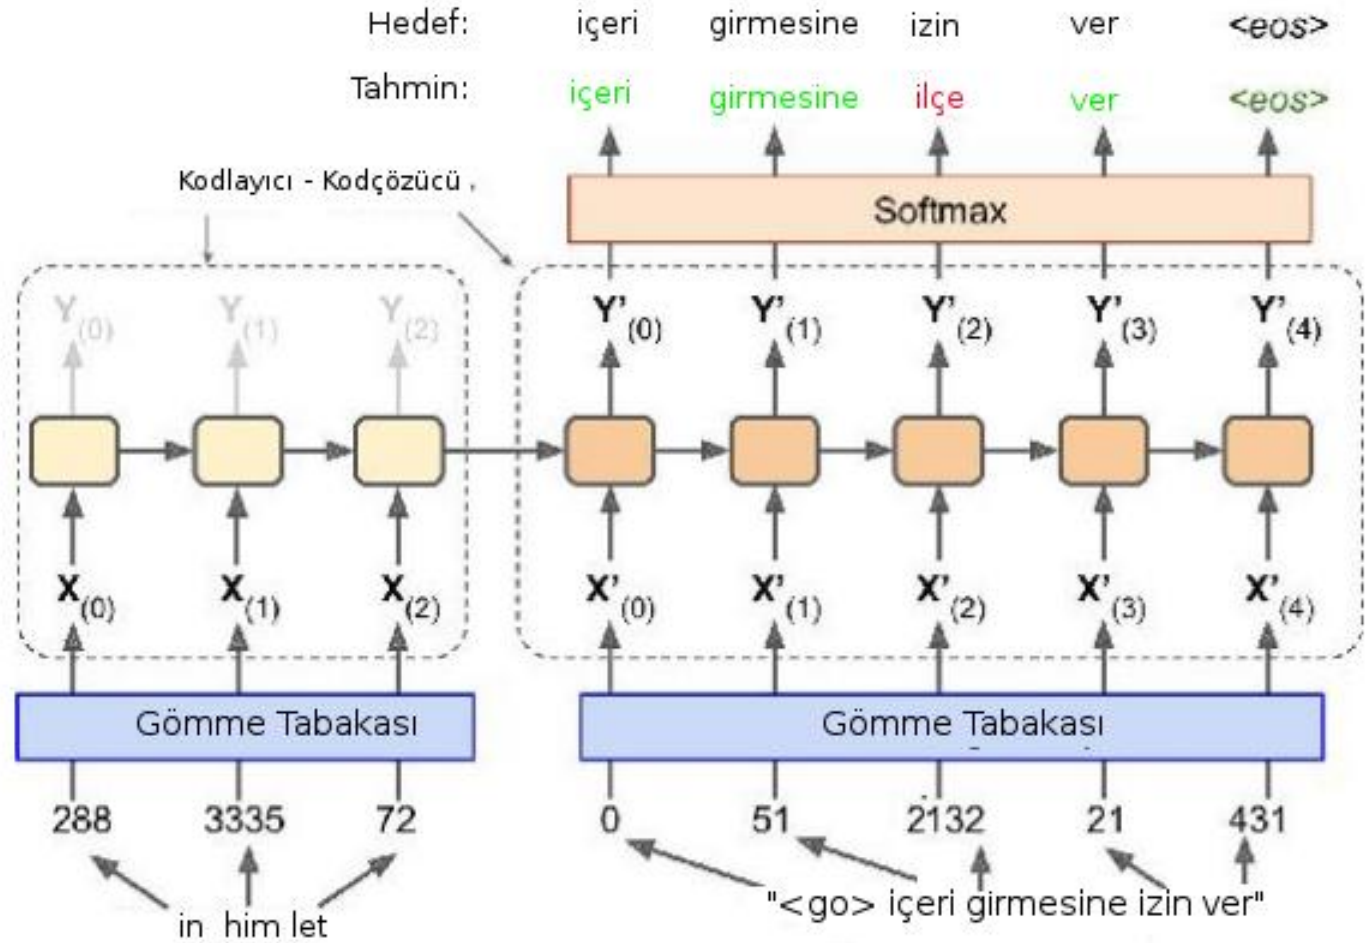 Hedef: içeri girmesine izin ver <eos>
Tahmin: içeri girmesine ilçe ver <eos>
Kodlayıcı - Kodçözücü
Softmax
Y(0) Y(1) Y(2) Y'(0) Y'(1) Y'(2) Y'(3) Y'(4)
X(0) X(1) X(2) X'(0) X'(1) X'(2) X'(3) X'(4)
Gömme Tabakası Gömme Tabakası
288 3335 72 0 51 2132 21 431
in him let "<go> içeri girmesine izin ver"